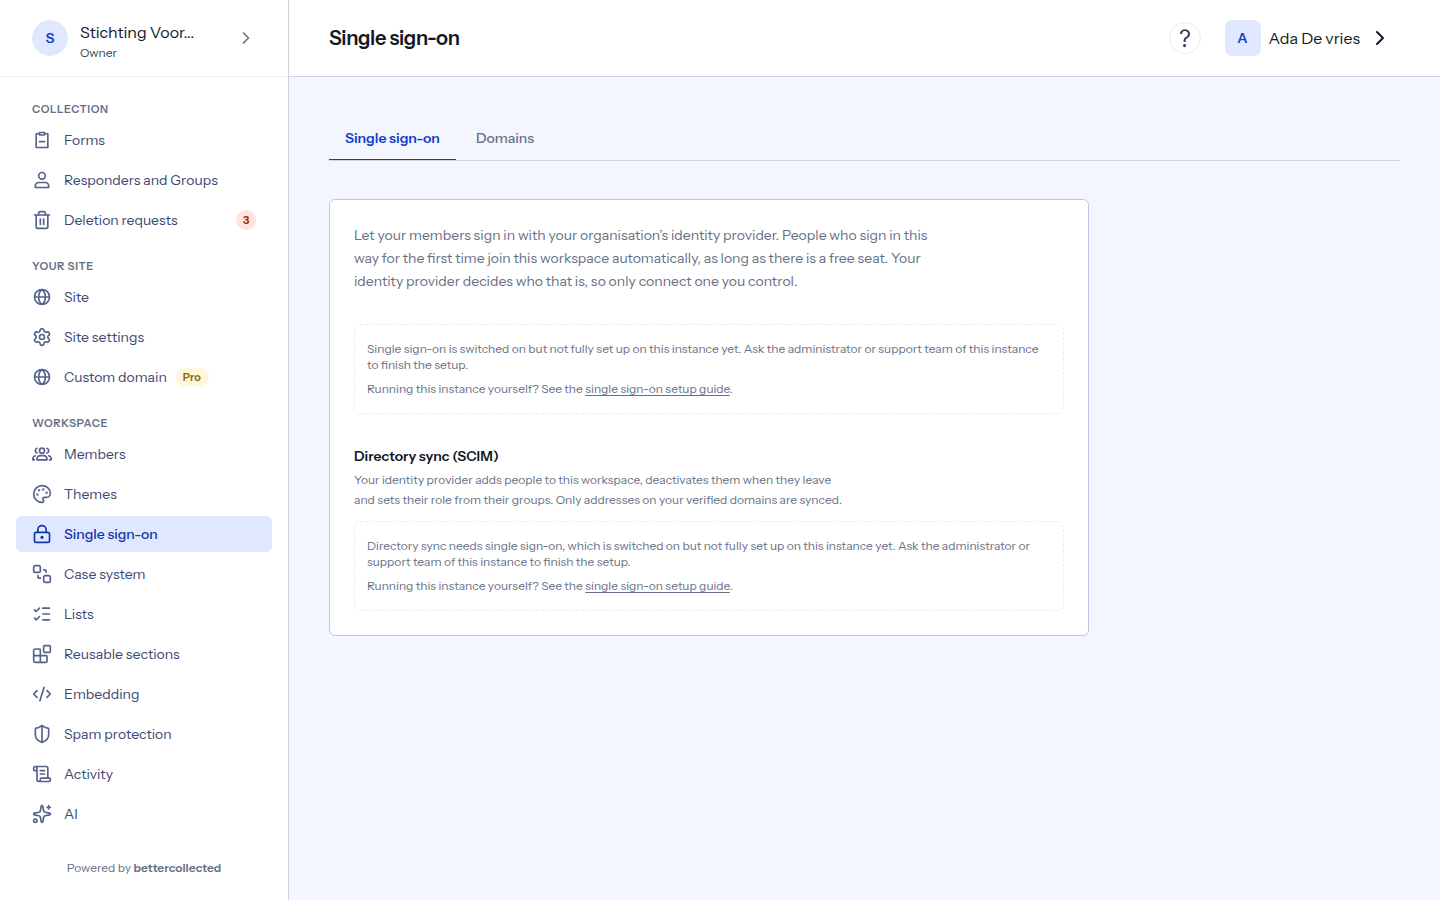 S
Stichting Voor...
Owner
Single sign-on
?
A
Ada De vries
COLLECTION
Forms
Responders and Groups
Deletion requests
3
YOUR SITE
Site
Site settings
Custom domain
Pro
WORKSPACE
Members
Themes
Single sign-on
Case system
Lists
Reusable sections
Embedding
Spam protection
Activity
AI
Powered by bettercollected
Single sign-on
Domains
Let your members sign in with your organisation's identity provider. People who sign in this
way for the first time join this workspace automatically, as long as there is a free seat. Your
identity provider decides who that is, so only connect one you control.
Single sign-on is switched on but not fully set up on this instance yet. Ask the administrator or support team of this instance
to finish the setup.
Running this instance yourself? See the single sign-on setup guide.
Directory sync (SCIM)
Your identity provider adds people to this workspace, deactivates them when they leave
and sets their role from their groups. Only addresses on your verified domains are synced.
Directory sync needs single sign-on, which is switched on but not fully set up on this instance yet. Ask the administrator or
support team of this instance to finish the setup.
Running this instance yourself? See the single sign-on setup guide.